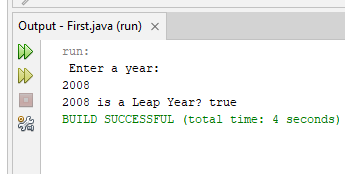 Output - First.java (run) ×
run:
Enter a year:
2008
2008 is a Leap Year? true
BUILD SUCCESSFUL (total time: 4 seconds)